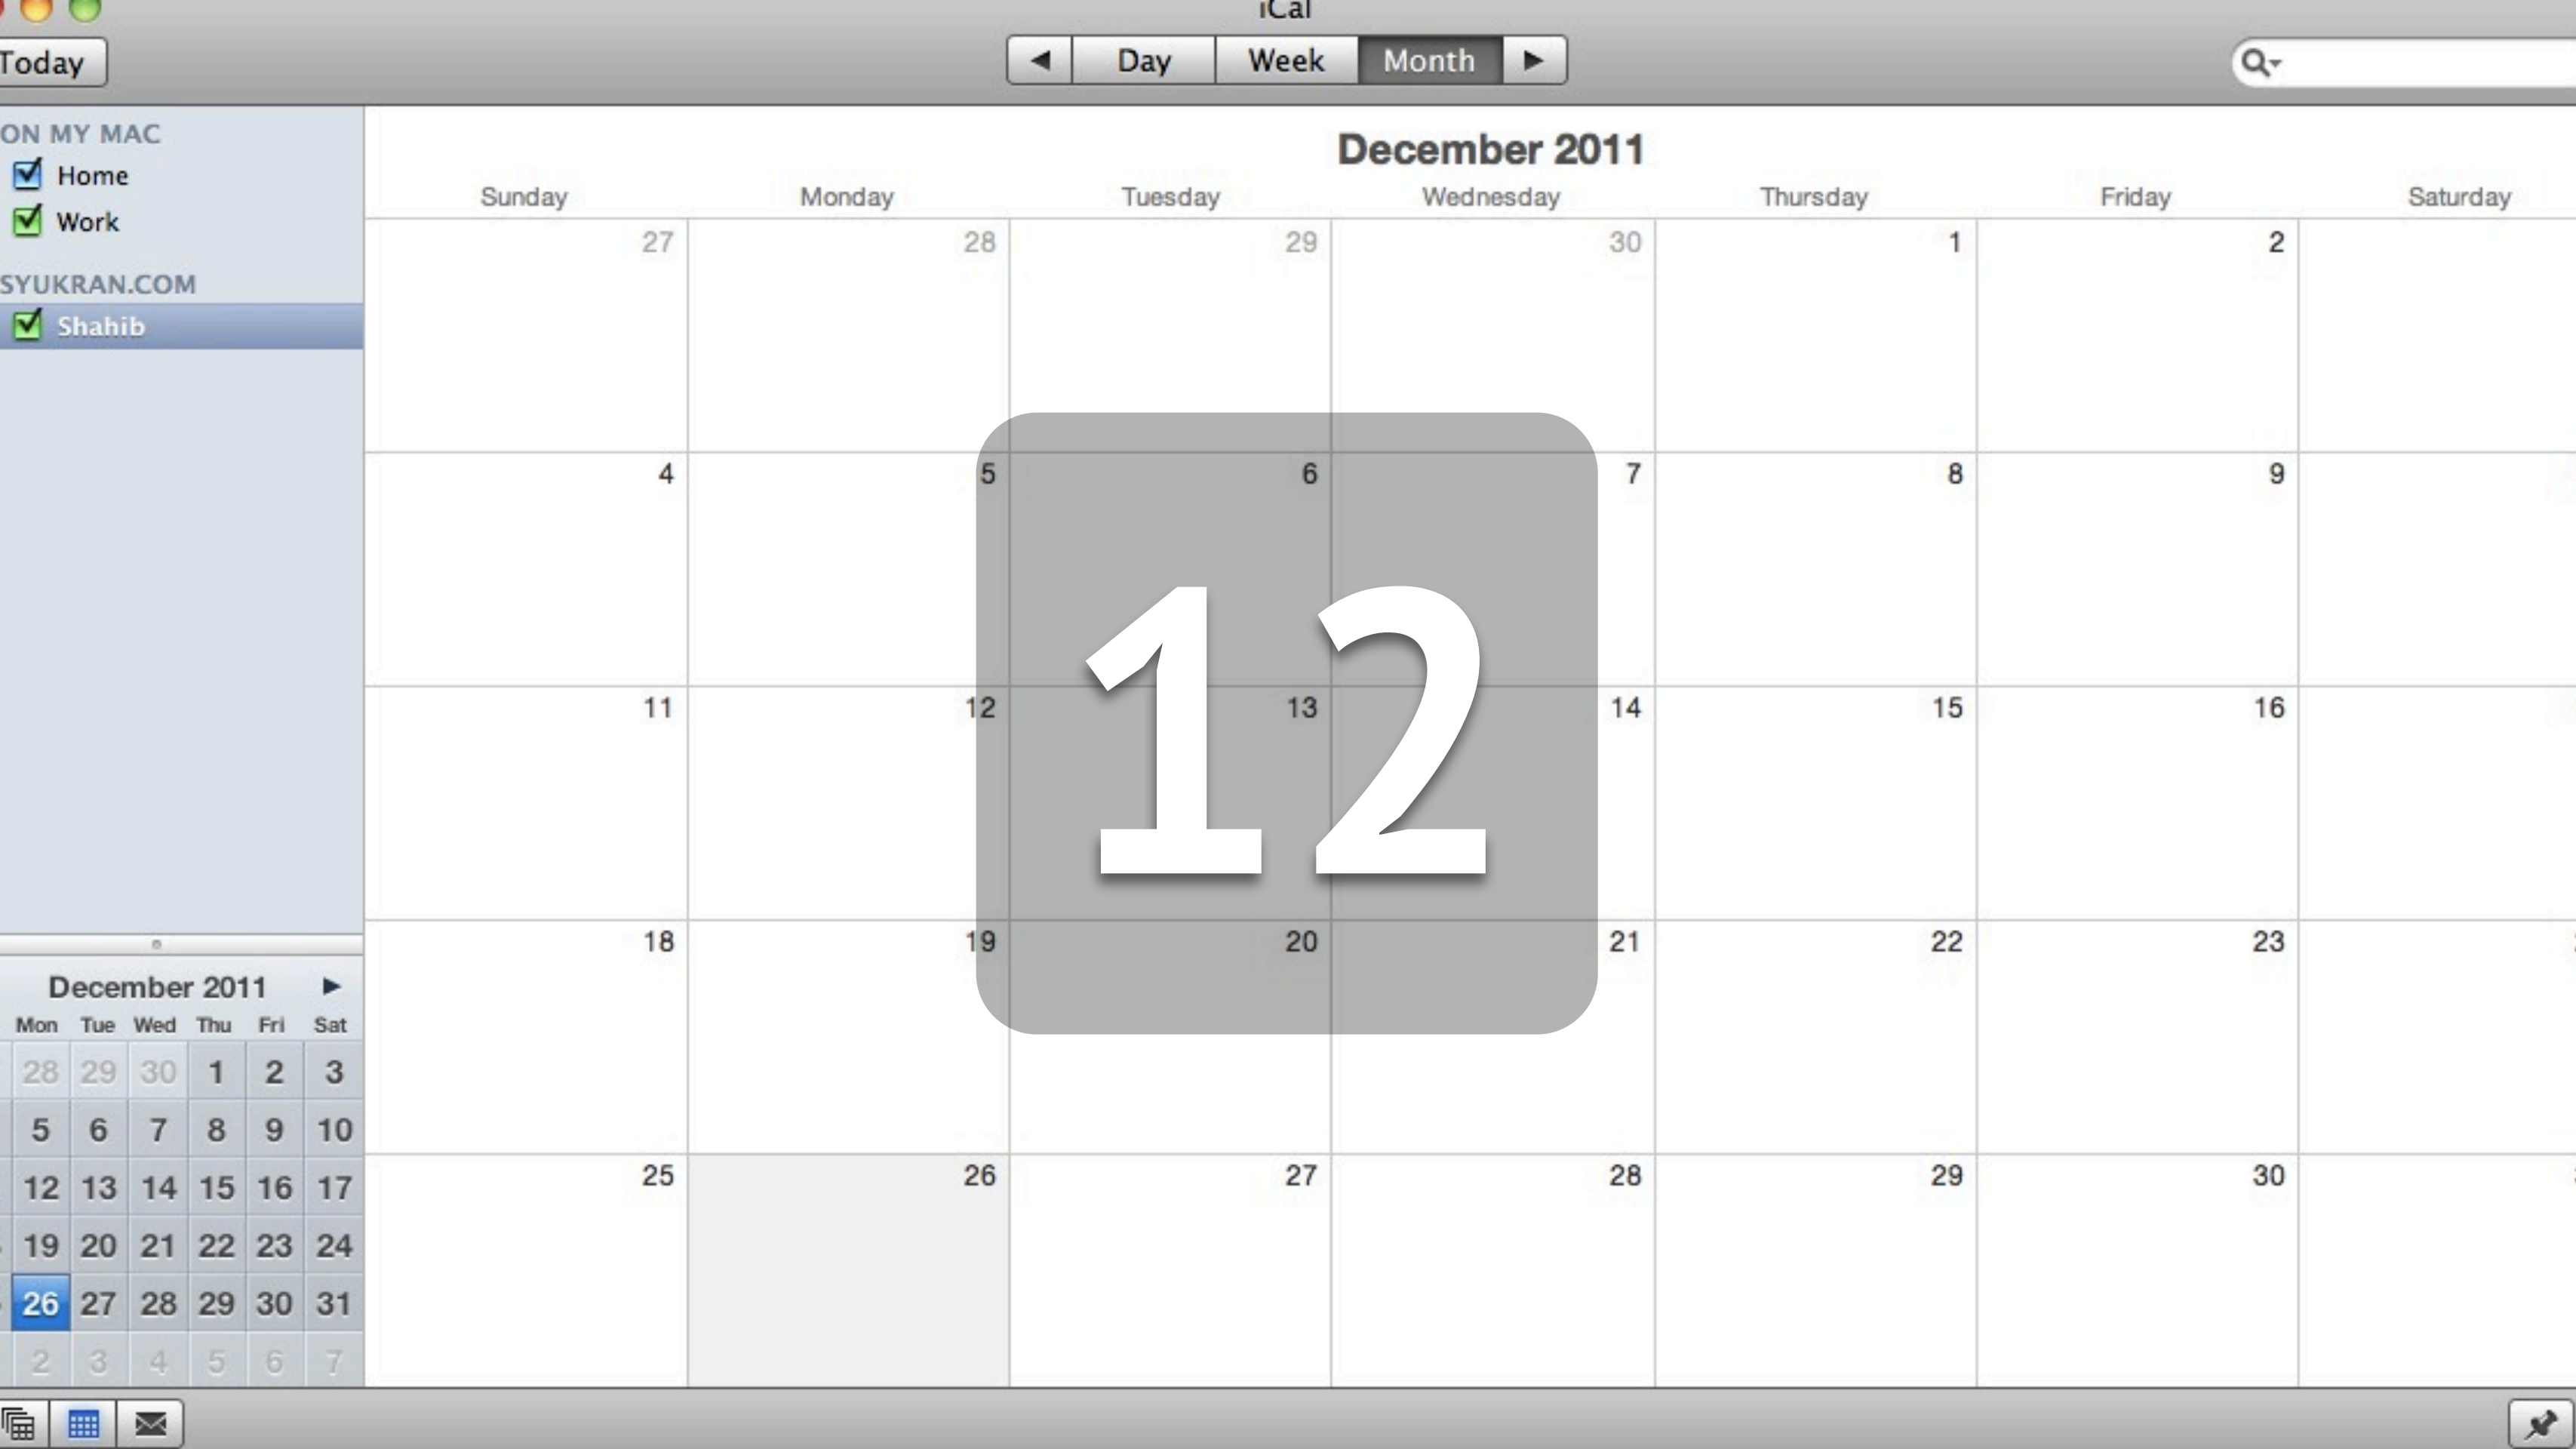 iCal
Today Day Week Month
ON MY MAC
Home
Work
SYUKRAN.COM
Shahib
December 2011
Sunday Monday Tuesday Wednesday Thursday Friday Saturday
27 28 29 30 1 2
4 5 6 7 8 9
11 12 13 14 15 16
18 19 20 21 22 23
25 26 27 28 29 30
12
December 2011
Mon Tue Wed Thu Fri Sat
28 29 30 1 2 3
5 6 7 8 9 10
12 13 14 15 16 17
19 20 21 22 23 24
26 27 28 29 30 31
2 3 4 5 6 7